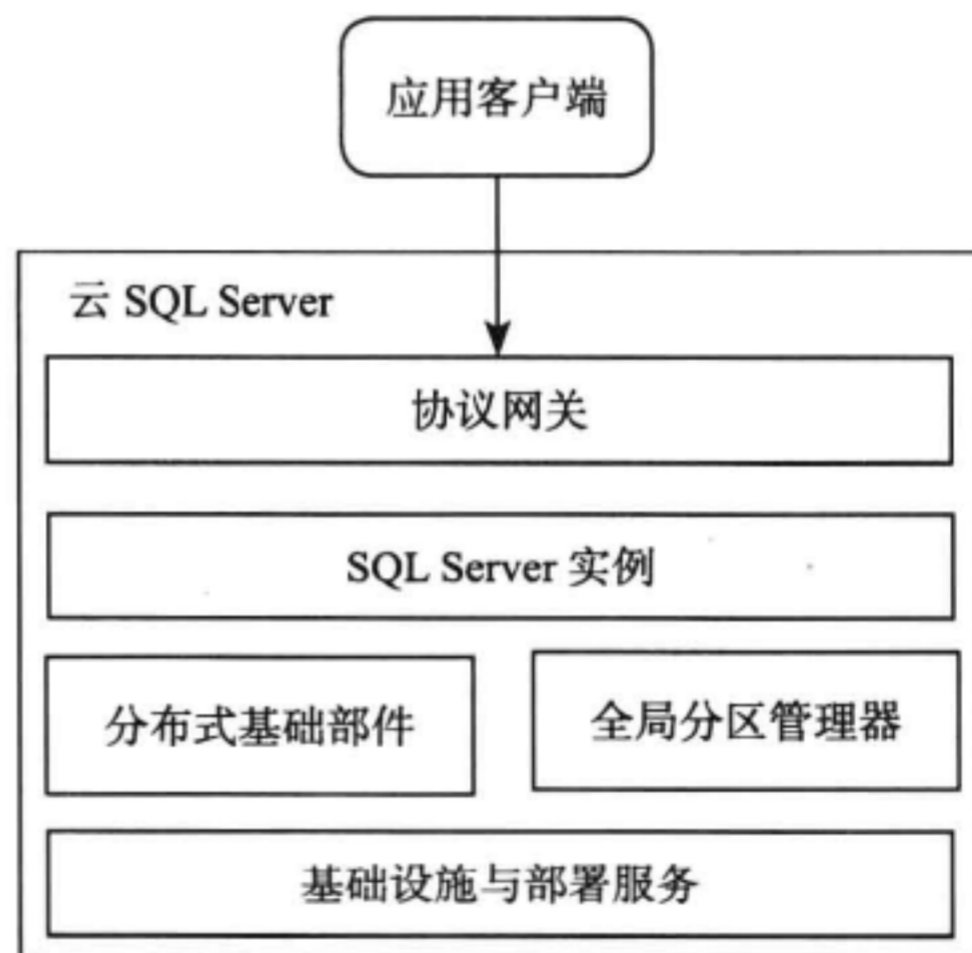 应用客户端
云 SQL Server
协议网关
SQL Server 实例
分布式基础部件
全局分区管理器
基础设施与部署服务